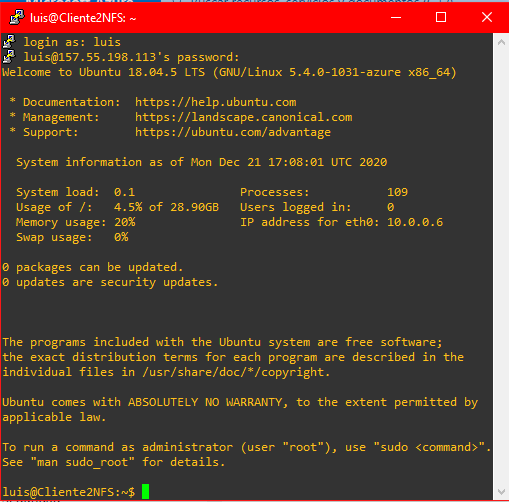 luis@Cliente2NFS: ~
login as: luis
luis@157.55.198.113's password:
Welcome to Ubuntu 18.04.5 LTS (GNU/Linux 5.4.0-1031-azure x86_64)
* Documentation:  https://help.ubuntu.com
* Management:     https://landscape.canonical.com
* Support:        https://ubuntu.com/advantage
System information as of Mon Dec 21 17:08:01 UTC 2020
System load:  0.1               Processes:           109
Usage of /:   4.5% of 28.90GB   Users logged in:     0
Memory usage: 20%               IP address for eth0: 10.0.0.6
Swap usage:   0%
0 packages can be updated.
0 updates are security updates.
The programs included with the Ubuntu system are free software;
the exact distribution terms for each program are described in the
individual files in /usr/share/doc/*/copyright.
Ubuntu comes with ABSOLUTELY NO WARRANTY, to the extent permitted by
applicable law.
To run a command as administrator (user "root"), use "sudo <command>".
See "man sudo_root" for details.
luis@Cliente2NFS:~$